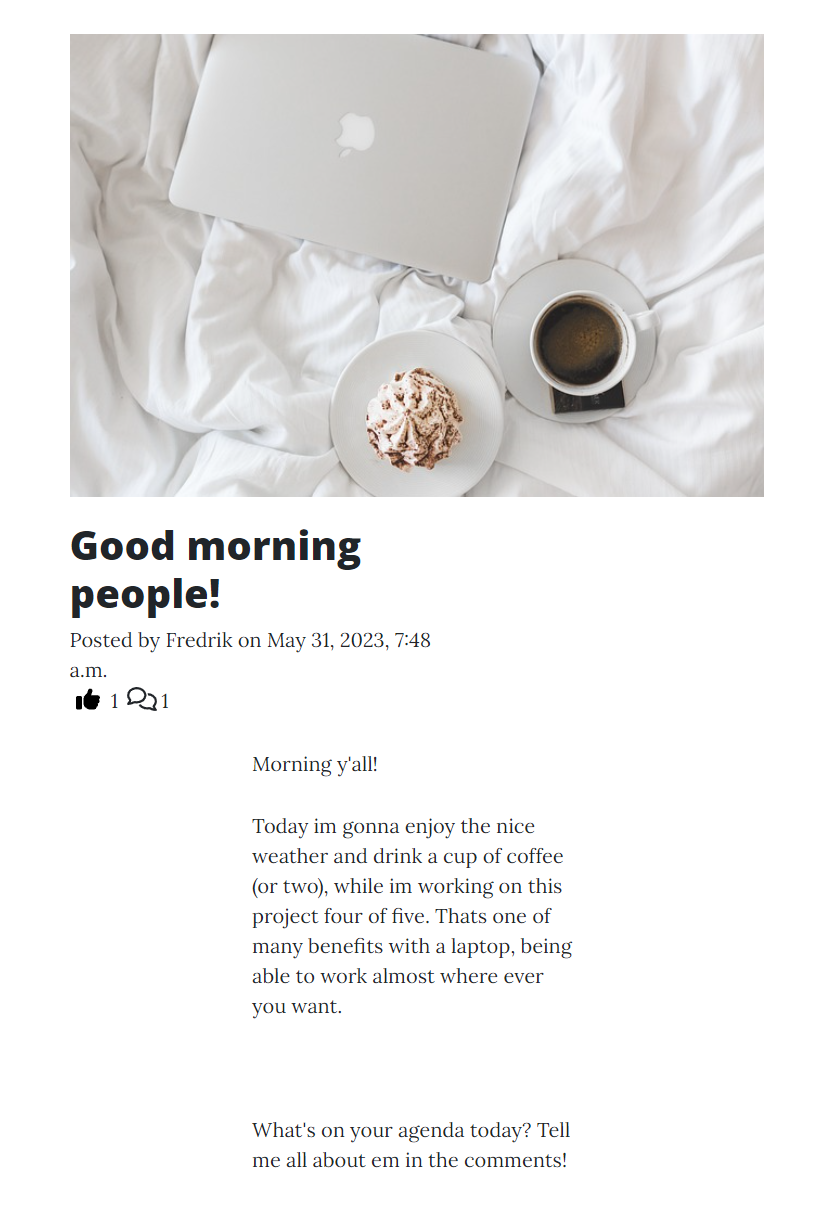 Good morning
people!
Posted by Fredrik on May 31, 2023, 7:48
a.m.
1 1
Morning y'all!
Today im gonna enjoy the nice
weather and drink a cup of coffee
(or two), while im working on this
project four of five. Thats one of
many benefits with a laptop, being
able to work almost where ever
you want.
What's on your agenda today? Tell
me all about em in the comments!